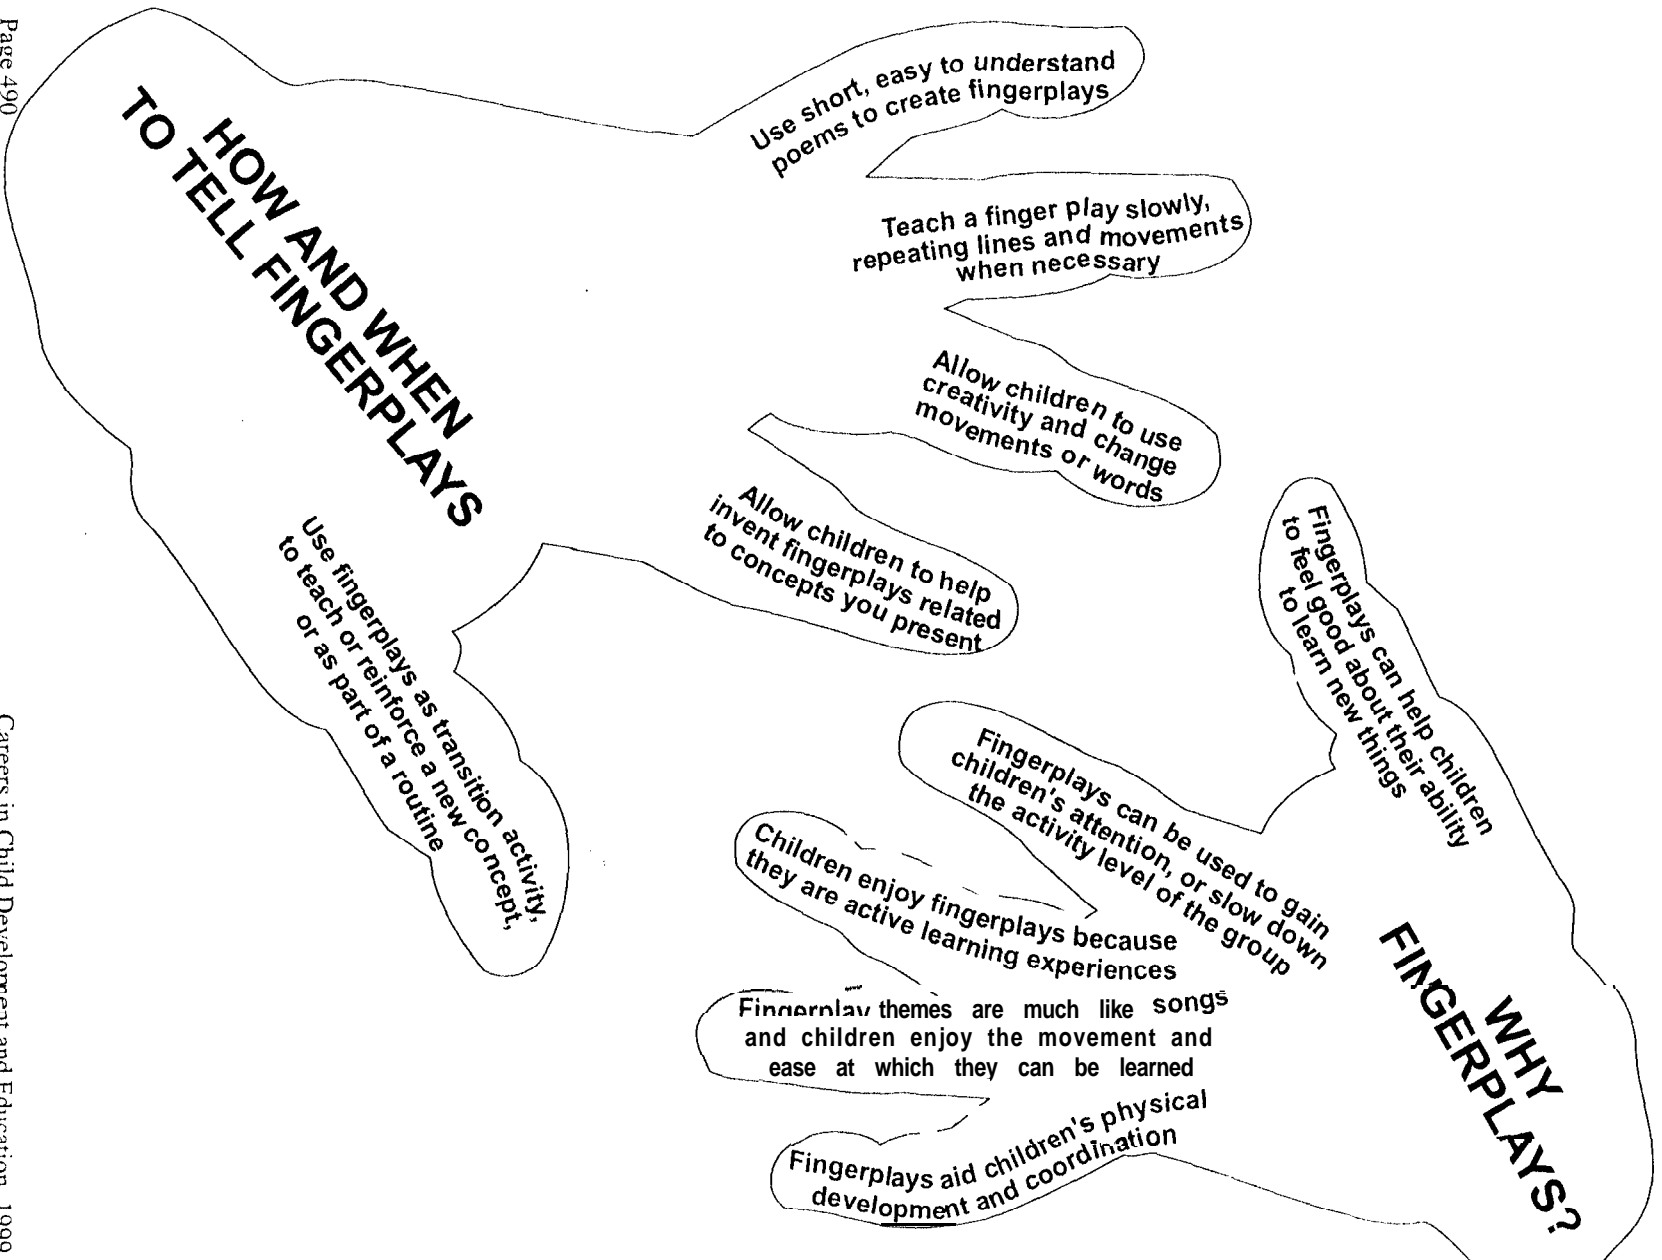 HOW AND WHEN
TO TELL FINGERPLAYS
Use short, easy to understand
poems to create fingerplays
Teach a finger play slowly,
repeating lines and movements
when necessary
Allow children to use
creativity and change
movements or words
Allow children to help
invent fingerplays related
to concepts you present
Use fingerplays as transition activity,
to teach or reinforce a new concept,
or as part of a routine
WHY
FINGERPLAYS?
Fingerplays can help children
to feel good about their ability
to learn new things
Fingerplays can be used to gain
children's attention, or slow down
the activity level of the group
Children enjoy fingerplays because
they are active learning experiences
Fingerplay themes are much like songs
and children enjoy the movement and
ease at which they can be learned
Fingerplays aid children's physical
development and coordination
Page 490
Careers in Child Development and Education, 1999